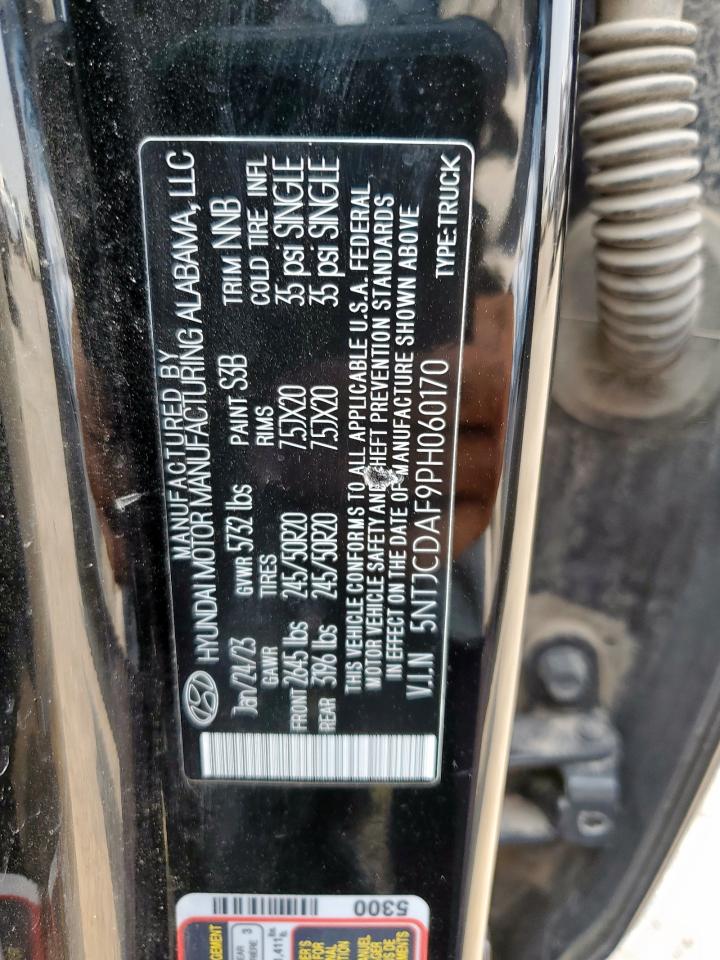 MANUFACTURED BY
HYUNDAI MOTOR MANUFACTURING ALABAMA, LLC
Jan/24/23 GVWR 5732 lbs PAINT S3B TRIM NNB
GAWR TIRES RIMS COLD TIRE INFL
FRONT 2645 lbs 245/50R20 7.5JX20 35 psi SINGLE
REAR 3196 lbs 245/50R20 7.5JX20 35 psi SINGLE
THIS VEHICLE CONFORMS TO ALL APPLICABLE U.S.A. FEDERAL
MOTOR VEHICLE SAFETY AND THEFT PREVENTION STANDARDS
IN EFFECT ON THE DATE OF MANUFACTURE SHOWN ABOVE
V.I.N 5NTJCDAF9PH060170 TYPE:TRUCK
5300